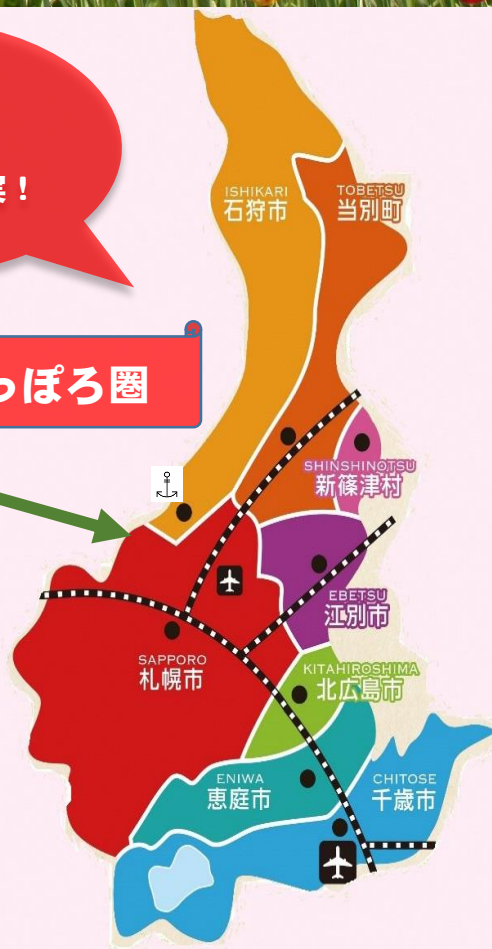 ！
っぽろ圏
ISHIKARI
石狩市
TOBETSU
当別町
SHINSHINOTSU
新篠津村
EBETSU
江別市
SAPPORO
札幌市
KITAHIROSHIMA
北広島市
ENIWA
恵庭市
CHITOSE
千歳市